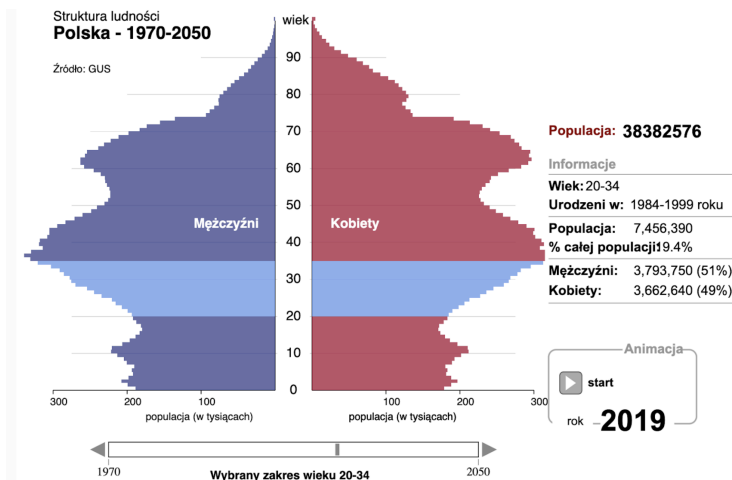 Struktura ludności
Polska - 1970-2050
Źródło: GUS
wiek
90
80
70
60
50
40
30
20
10
0
Mężczyźni
Kobiety
300
200
100
100
200
300
populacja (w tysiącach)
populacja (w tysiącach)
Populacja: 38382576
Informacje
Wiek: 20-34
Urodzeni w: 1984-1999 roku
Populacja: 7,456,390
% całej populacji: 19.4%
Mężczyźni: 3,793,750 (51%)
Kobiety: 3,662,640 (49%)
Animacja
start
rok 2019
1970
2050
Wybrany zakres wieku 20-34